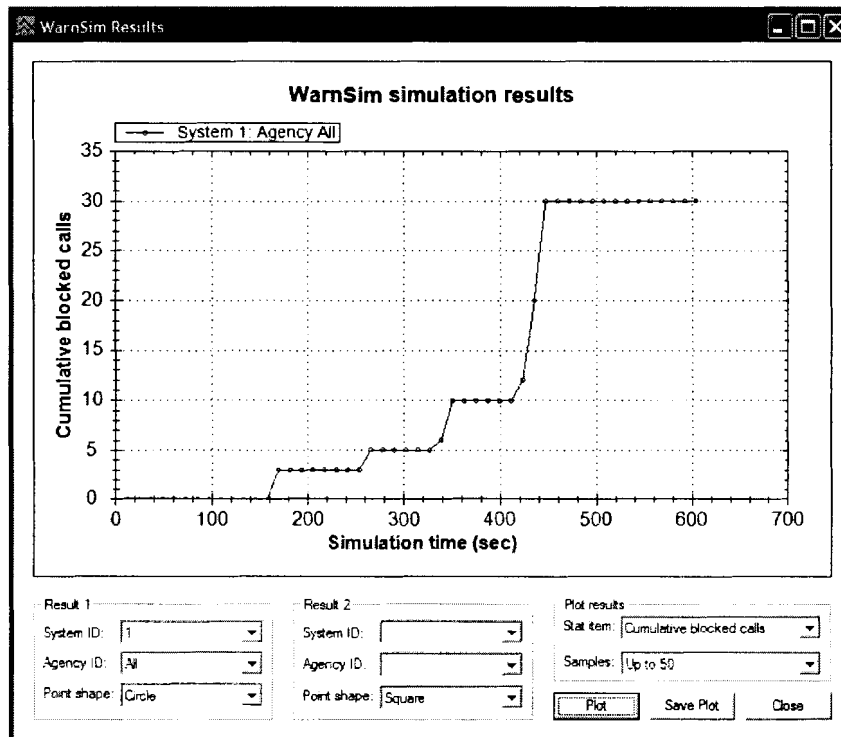 WarnSim Results
WarnSim simulation results
System 1: Agency All
35
30
25
20
15
10
5
0
Cumulative blocked calls
0 100 200 300 400 500 600 700
Simulation time (sec)
Result 1
System ID: 1
Agency ID: All
Point shape: Circle
Result 2
System ID:
Agency ID:
Point shape: Square
Plot results
Stat item: Cumulative blocked calls
Samples: Up to 50
Plot Save Plot Close